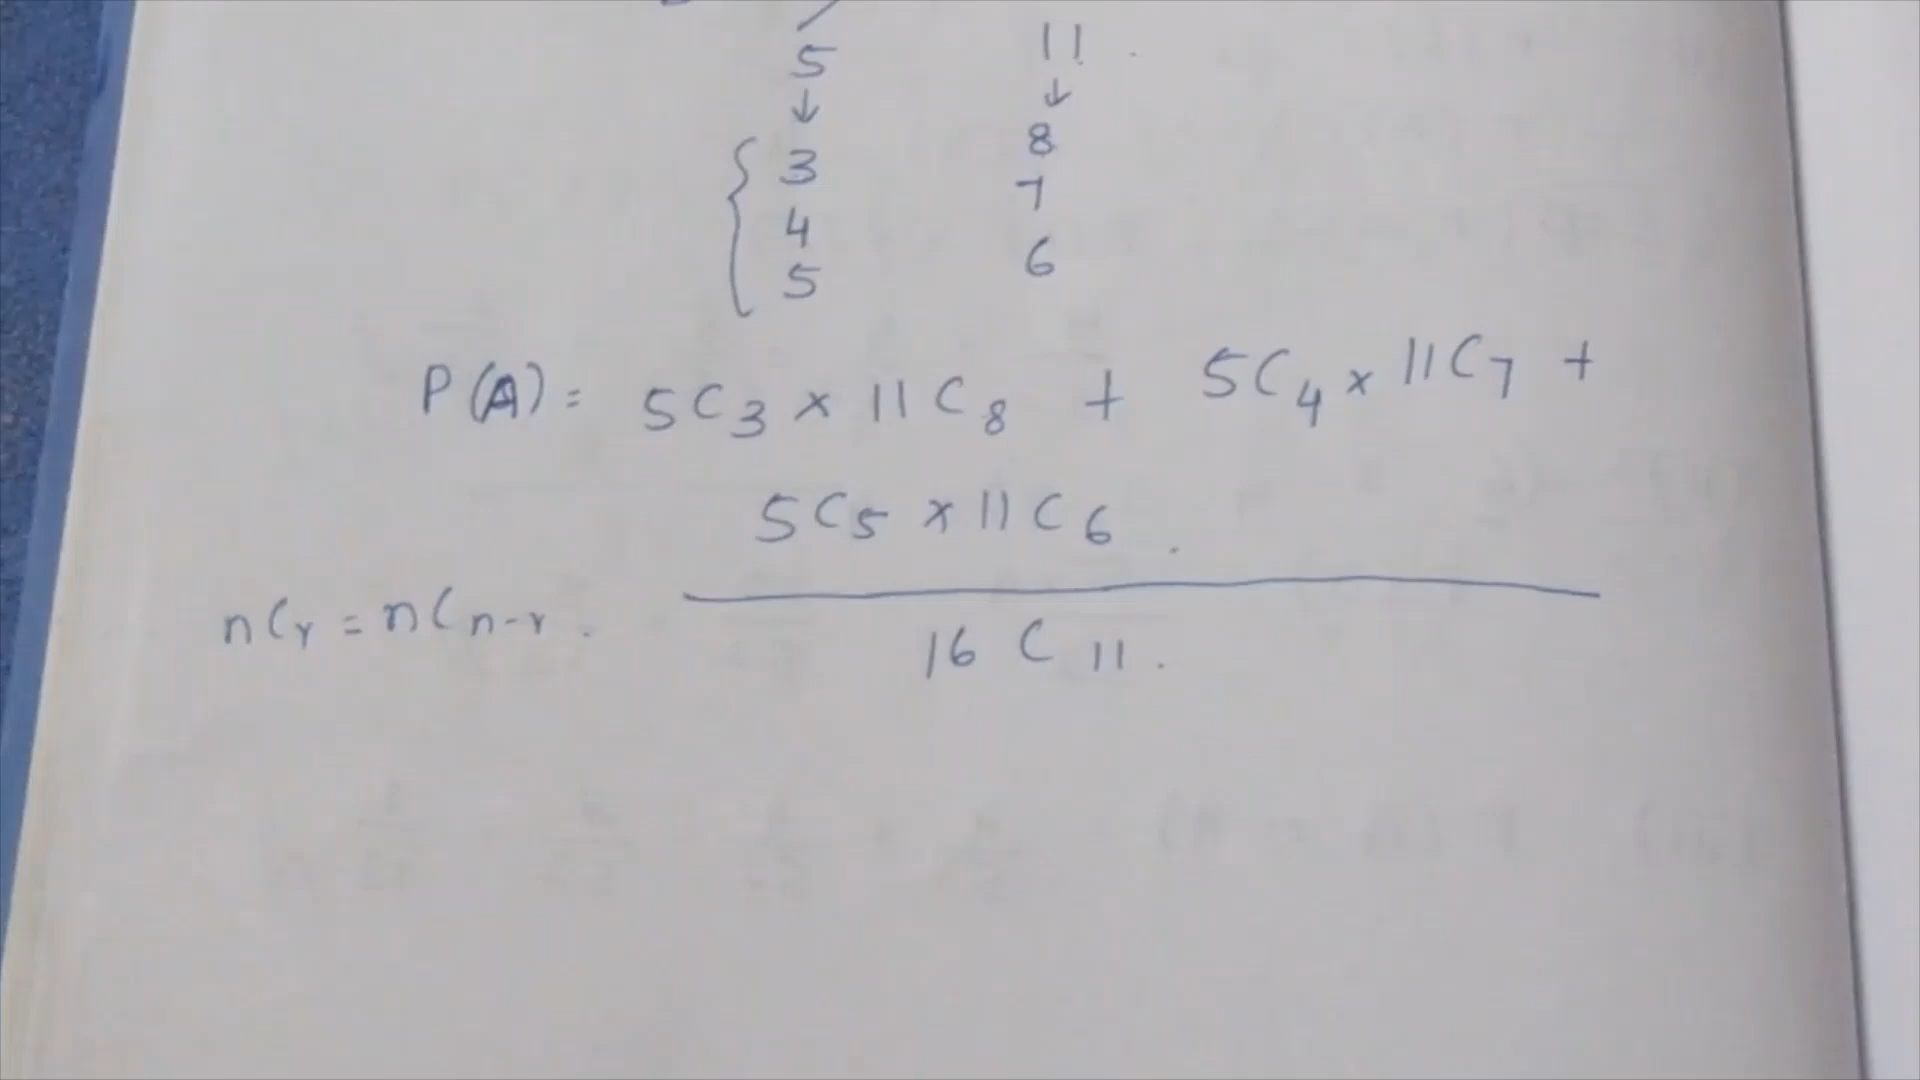 5 11
↓ ↓
3 8
4 7
5 6
P(A) = 5C3 × 11C8 + 5C4 × 11C7 +
5C5 × 11C6
nCr = nCn-r.
16C11.